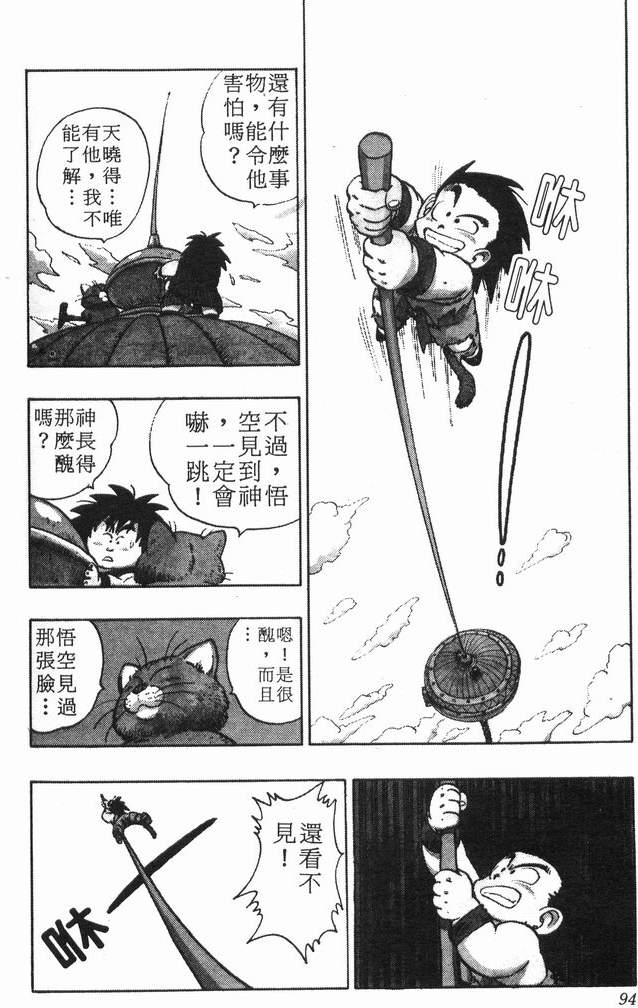 咻
咻
還有什麼事
物，能令他
害怕嗎？
天曉得…唯
有他，我不
能了解…
不過，悟
空見到神
，一定會
嚇一跳！
神長得
那麼醜
嗎？
嗯！是很
醜，而且
…
悟空見過
那張臉…
還看不
見！
咻
94